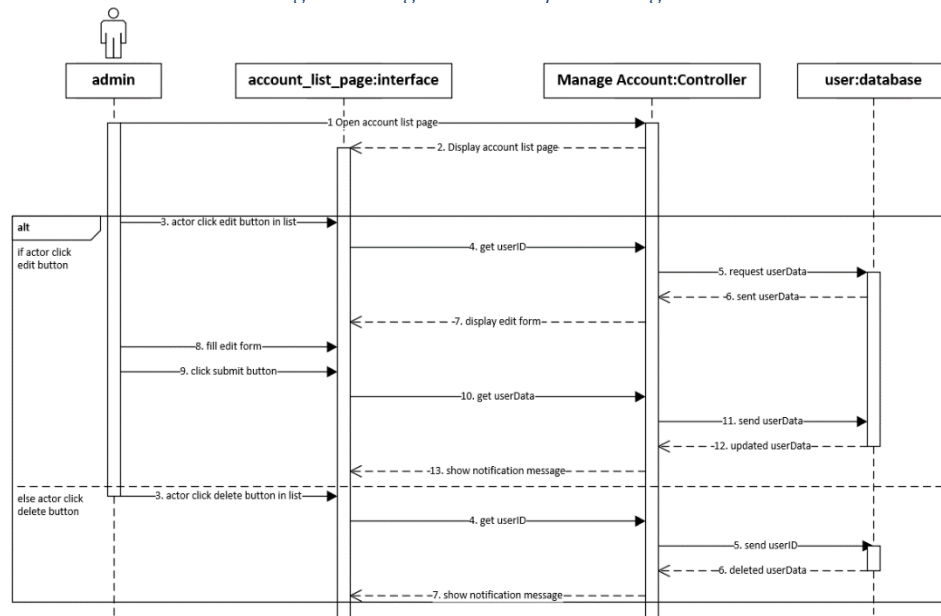 admin
account_list_page:interface
Manage Account:Controller
user:database
1 Open account list page
2. Display account list page
alt
if actor click
edit button
3. actor click edit button in list
4. get userID
5. request userData
6. sent userData
7. display edit form
8. fill edit form
9. click submit button
10. get userData
11. send userData
12. updated userData
13. show notification message
else actor click
delete button
3. actor click delete button in list
4. get userID
5. send userID
6. deleted userData
7. show notification message